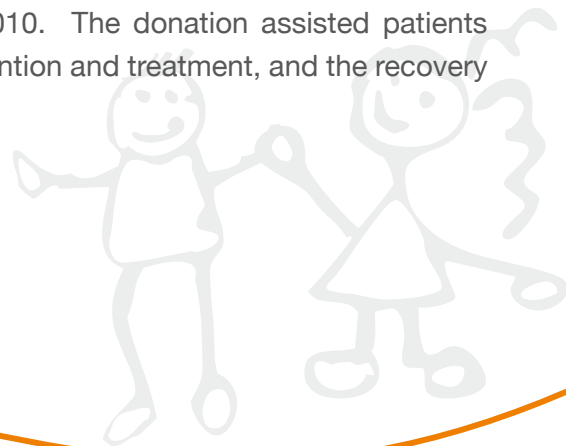 010. The donation assisted patients
ntion and treatment, and the recovery